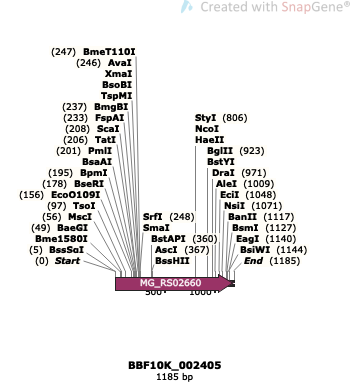 Created with SnapGene®
(247) BmeT110I
(246) AvaI
XmaI
BsoBI
TspMI
(237) BmgBI
(233) FspAI
(208) ScaI
(206) TatI
(201) PmlI
BsaAI
(195) BpmI
(178) BseRI
(156) EcoO109I
(97) TsoI
(56) MscI
(49) BaeGI
Bme1580I
(5) BssSαI
(0) Start
SrfI (248)
SmaI
BstAPI (360)
AscI (367)
BssHII
StyI (806)
NcoI
HaeII
BglII (923)
BstYI
DraI (971)
AleI (1009)
EciI (1048)
NsiI (1071)
BanII (1117)
BsmI (1127)
EagI (1140)
BsiWI (1144)
End (1185)
MG_RS02660
500
1000
BBF10K_002405
1185 bp